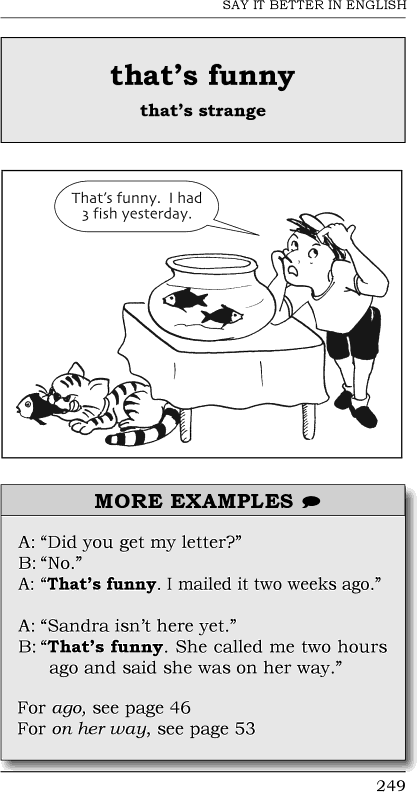 SAY IT BETTER IN ENGLISH
that's funny
that's strange
That's funny. I had
3 fish yesterday.
MORE EXAMPLES
A: “Did you get my letter?”
B: “No.”
A: “That's funny. I mailed it two weeks ago.”
A: “Sandra isn't here yet.”
B: “That's funny. She called me two hours
ago and said she was on her way.”
For ago, see page 46
For on her way, see page 53
249